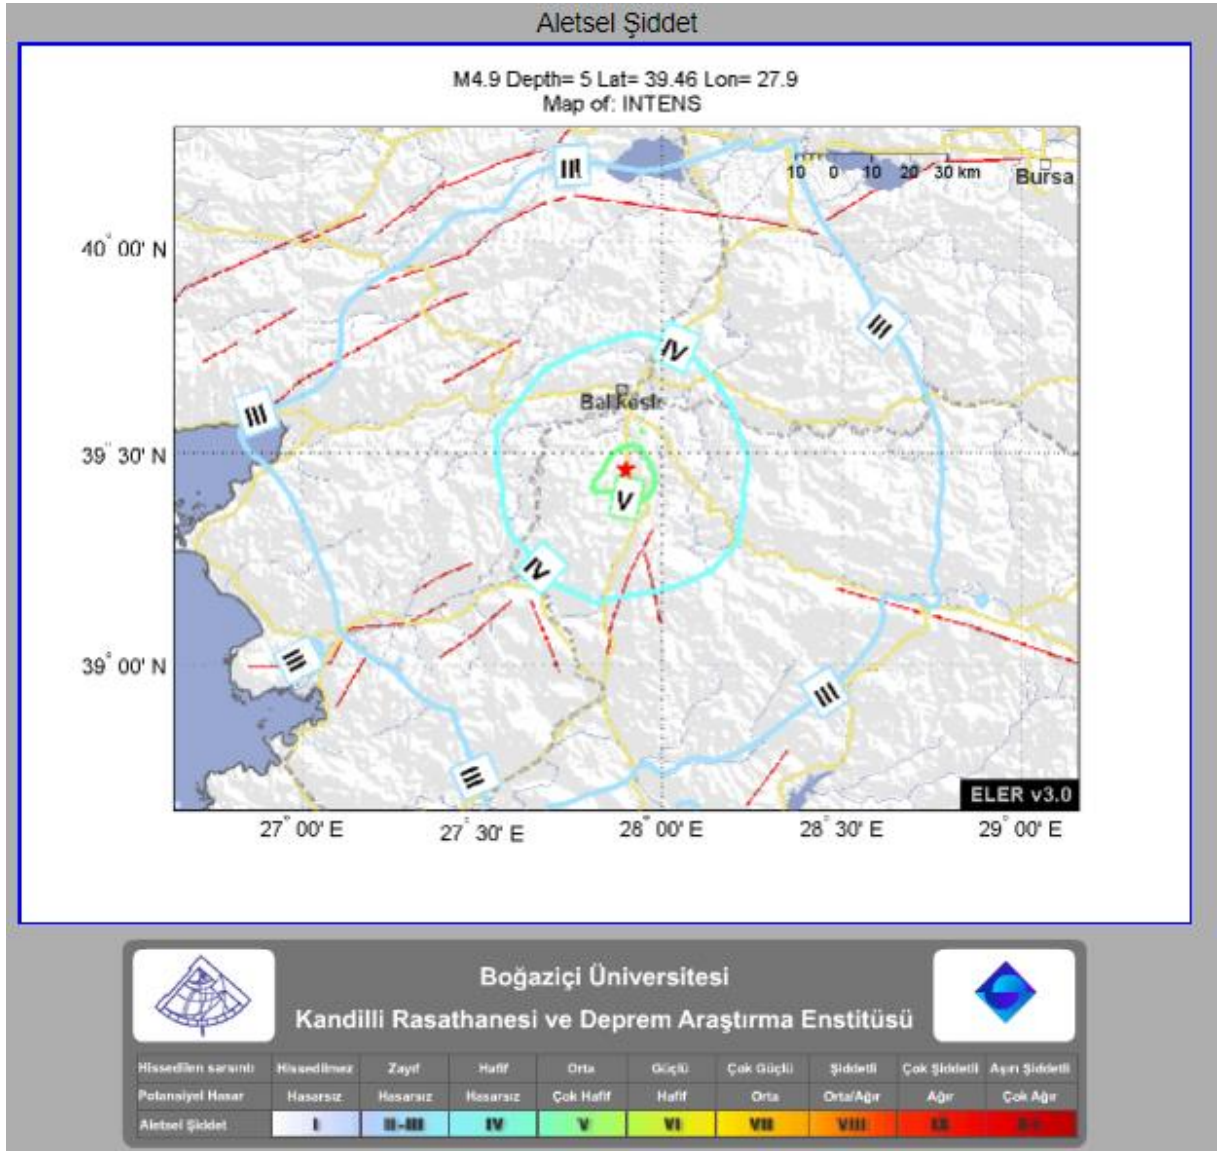 Aletsel Şiddet
M4.9 Depth= 5 Lat= 39.46 Lon= 27.9
Map of: INTENS
III
10 0 10 20 30 km
Bursa
40° 00' N
III
IV
Balıkesir
III
39° 30' N
V
IV
39° 00' N
III
III
III
ELER v3.0
27° 00' E 27° 30' E 28° 00' E 28° 30' E 29° 00' E
Boğaziçi Üniversitesi
Kandilli Rasathanesi ve Deprem Araştırma Enstitüsü
Hissedilen sarsıntı Hissedilmez Zayıf Hafif Orta Güçlü Çok Güçlü Şiddetli Çok Şiddetli Aşırı Şiddetli
Potansiyel Hasar Hasarsız Hasarsız Hasarsız Çok Hafif Hafif Orta Orta/Ağır Ağır Çok Ağır
Aletsel Şiddet I II-III IV V VI VII VIII IX